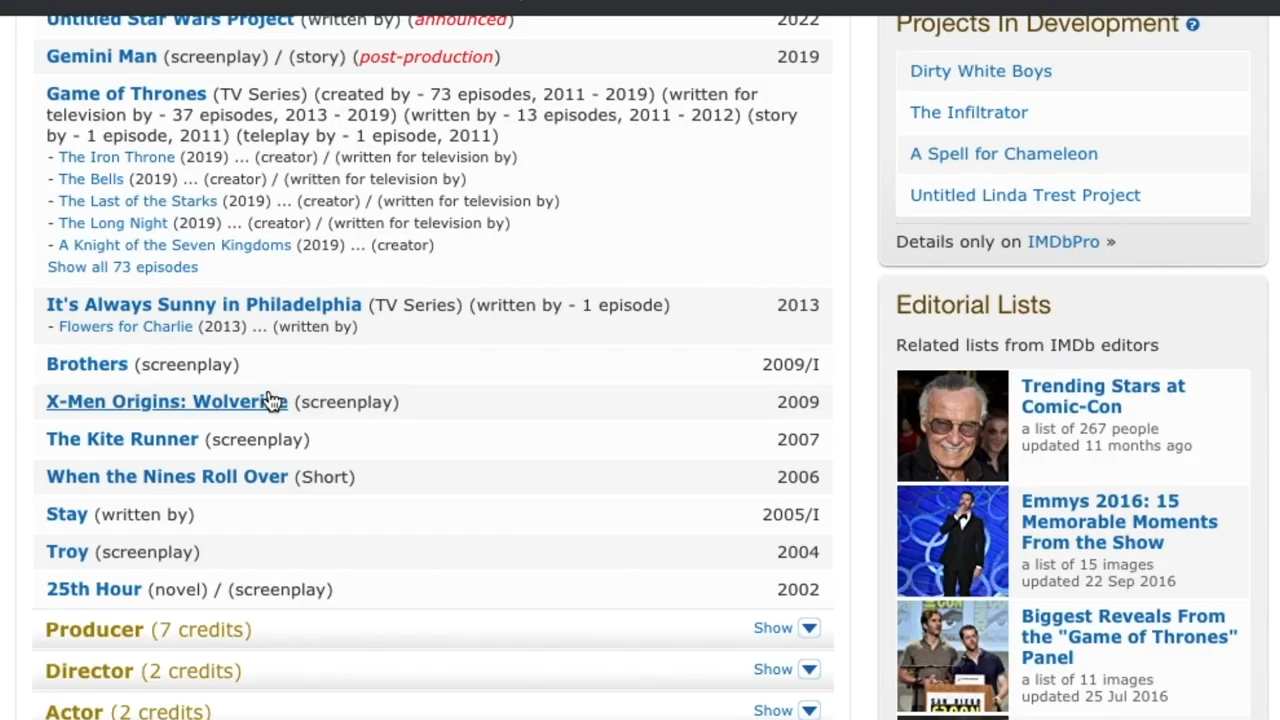 Untitled Star Wars Project (written by) (announced) 2022
Gemini Man (screenplay) / (story) (post-production) 2019
Game of Thrones (TV Series) (created by - 73 episodes, 2011 - 2019) (written for
television by - 37 episodes, 2013 - 2019) (written by - 13 episodes, 2011 - 2012) (story
by - 1 episode, 2011) (teleplay by - 1 episode, 2011)
- The Iron Throne (2019) ... (creator) / (written for television by)
- The Bells (2019) ... (creator) / (written for television by)
- The Last of the Starks (2019) ... (creator) / (written for television by)
- The Long Night (2019) ... (creator) / (written for television by)
- A Knight of the Seven Kingdoms (2019) ... (creator)
Show all 73 episodes
It's Always Sunny in Philadelphia (TV Series) (written by - 1 episode) 2013
- Flowers for Charlie (2013) ... (written by)
Brothers (screenplay) 2009/I
X-Men Origins: Wolverine (screenplay) 2009
The Kite Runner (screenplay) 2007
When the Nines Roll Over (Short) 2006
Stay (written by) 2005/I
Troy (screenplay) 2004
25th Hour (novel) / (screenplay) 2002
Producer (7 credits) Show
Director (2 credits) Show
Actor (2 credits) Show
Projects In Development ?
Dirty White Boys
The Infiltrator
A Spell for Chameleon
Untitled Linda Trest Project
Details only on IMDbPro »
Editorial Lists
Related lists from IMDb editors
Trending Stars at
Comic-Con
a list of 267 people
updated 11 months ago
Emmys 2016: 15
Memorable Moments
From the Show
a list of 15 images
updated 22 Sep 2016
Biggest Reveals From
the "Game of Thrones"
Panel
a list of 11 images
updated 25 Jul 2016